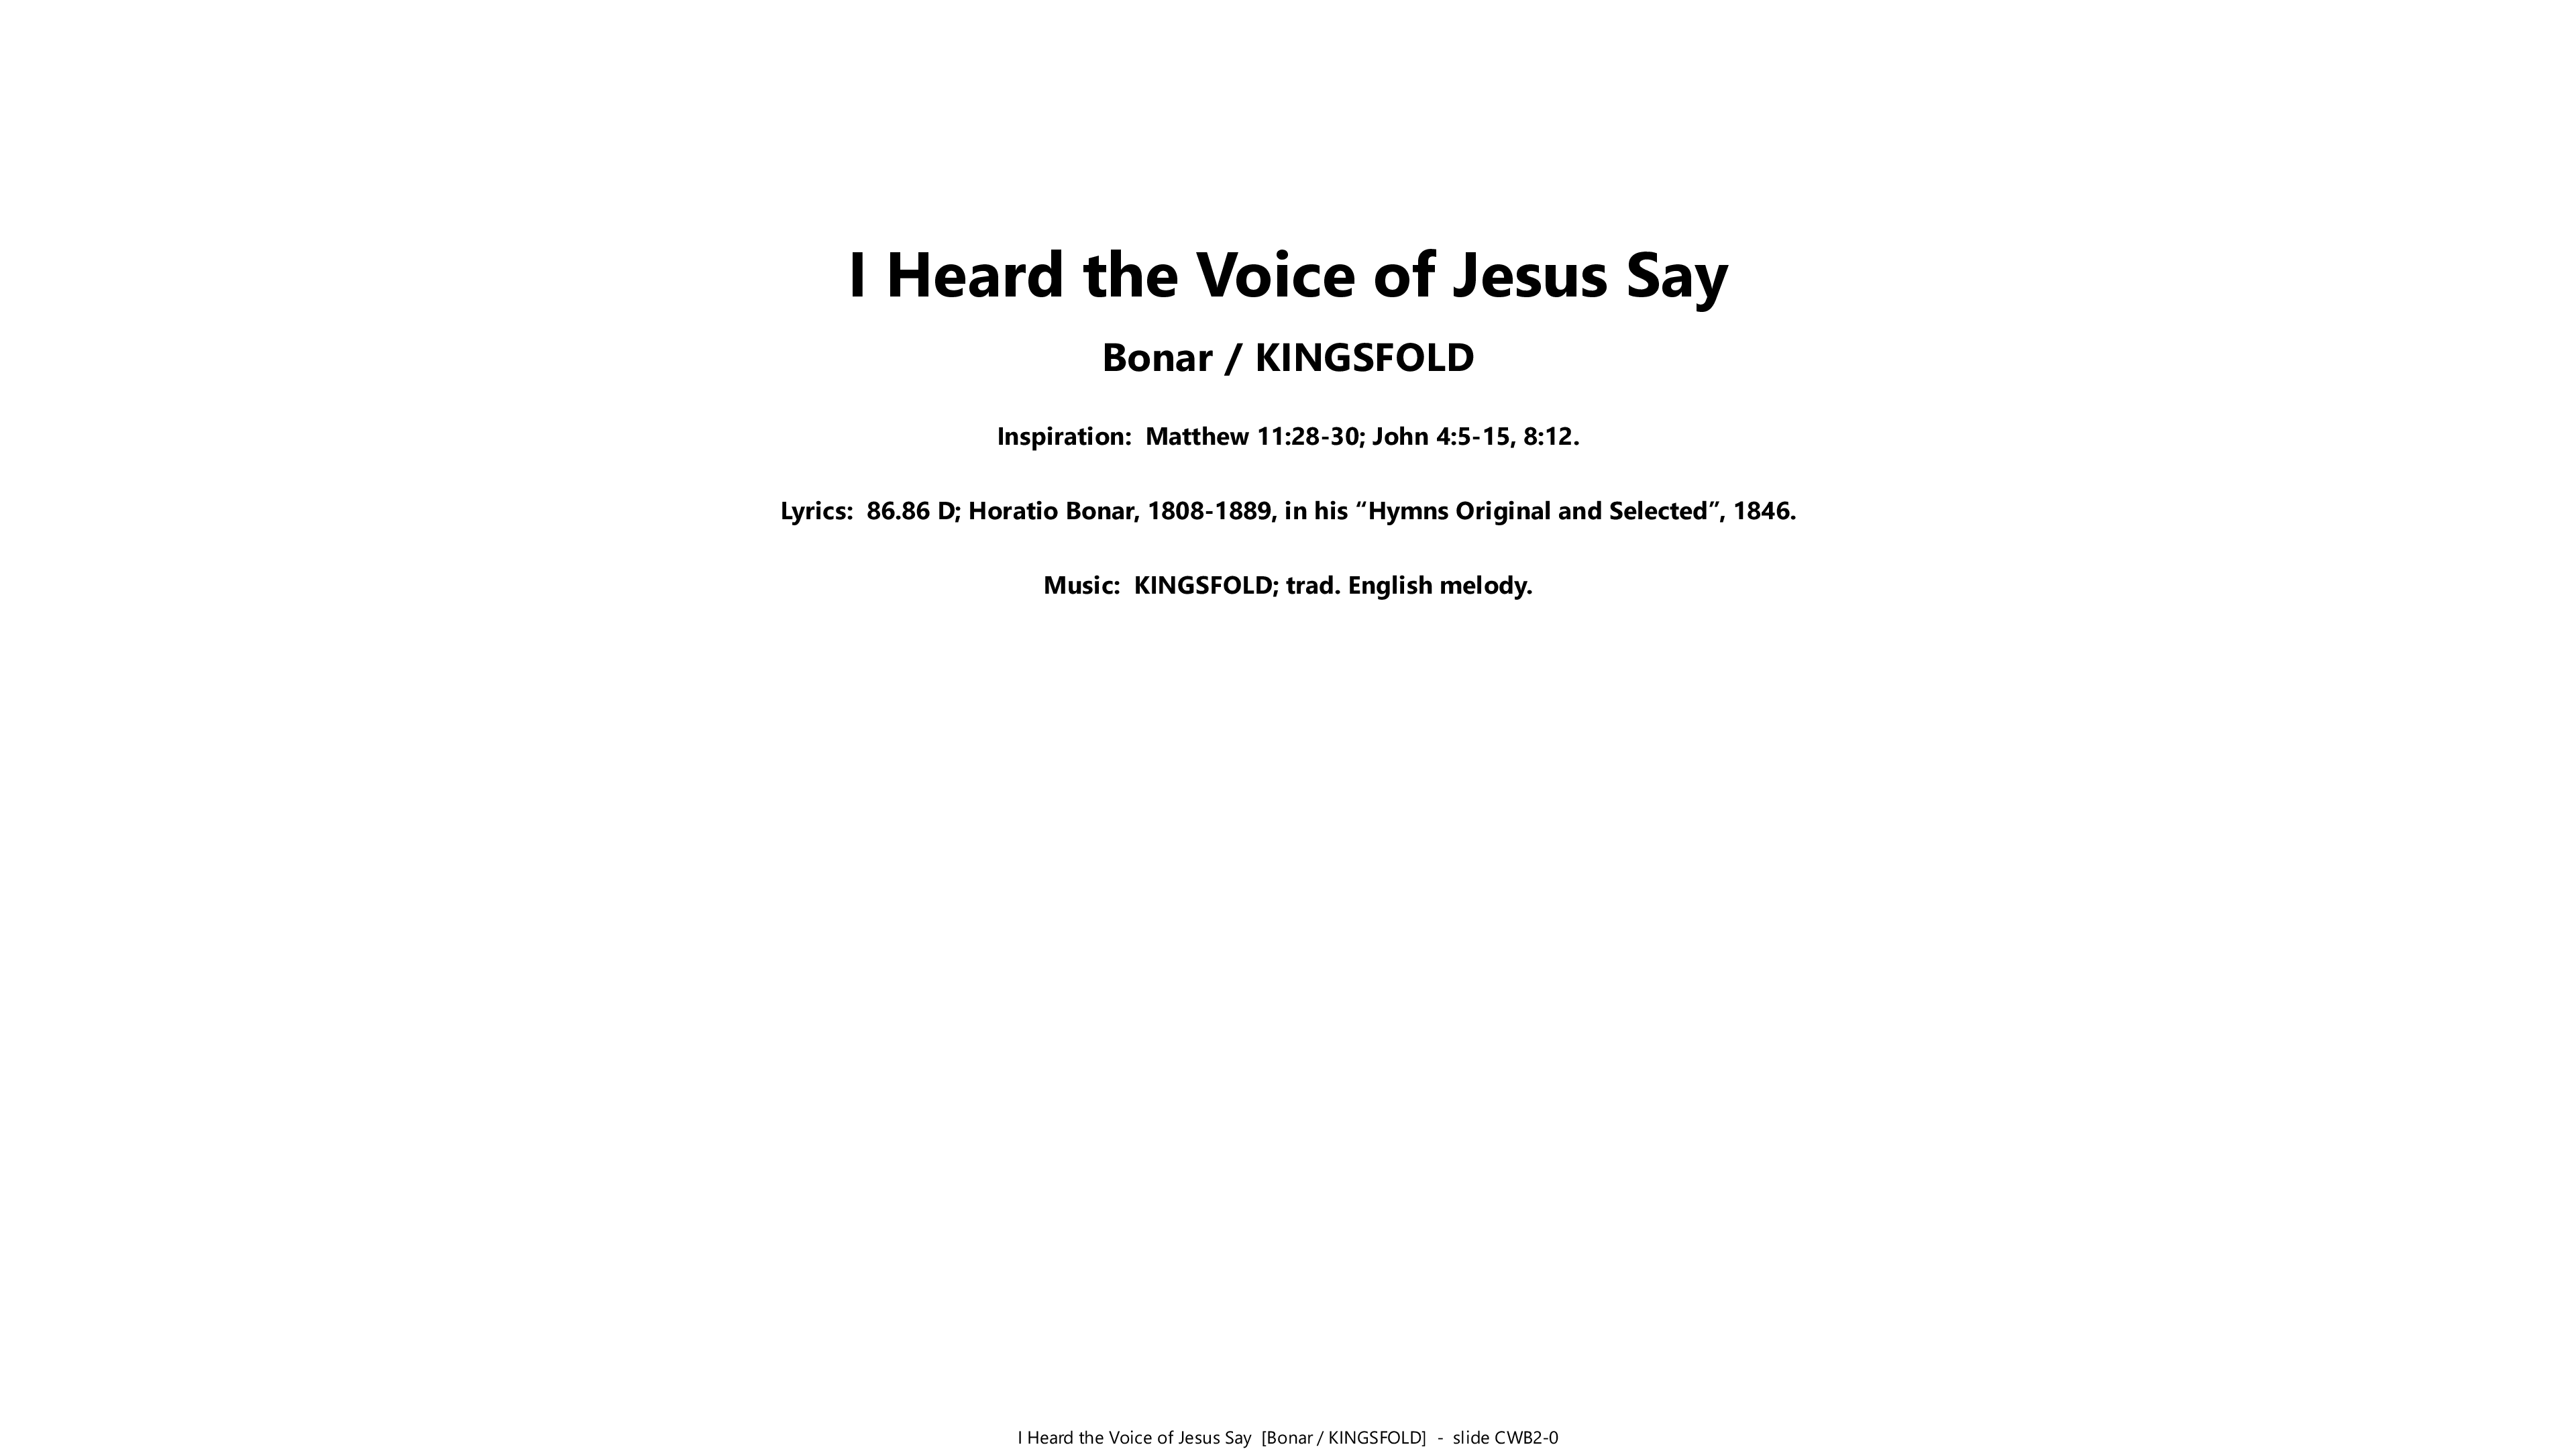 I Heard the Voice of Jesus Say
Bonar / KINGSFOLD
Inspiration:  Matthew 11:28-30; John 4:5-15, 8:12.
Lyrics:  86.86 D; Horatio Bonar, 1808-1889, in his “Hymns Original and Selected”, 1846.
Music:  KINGSFOLD; trad. English melody.
I Heard the Voice of Jesus Say  [Bonar / KINGSFOLD]  -  slide CWB2-0